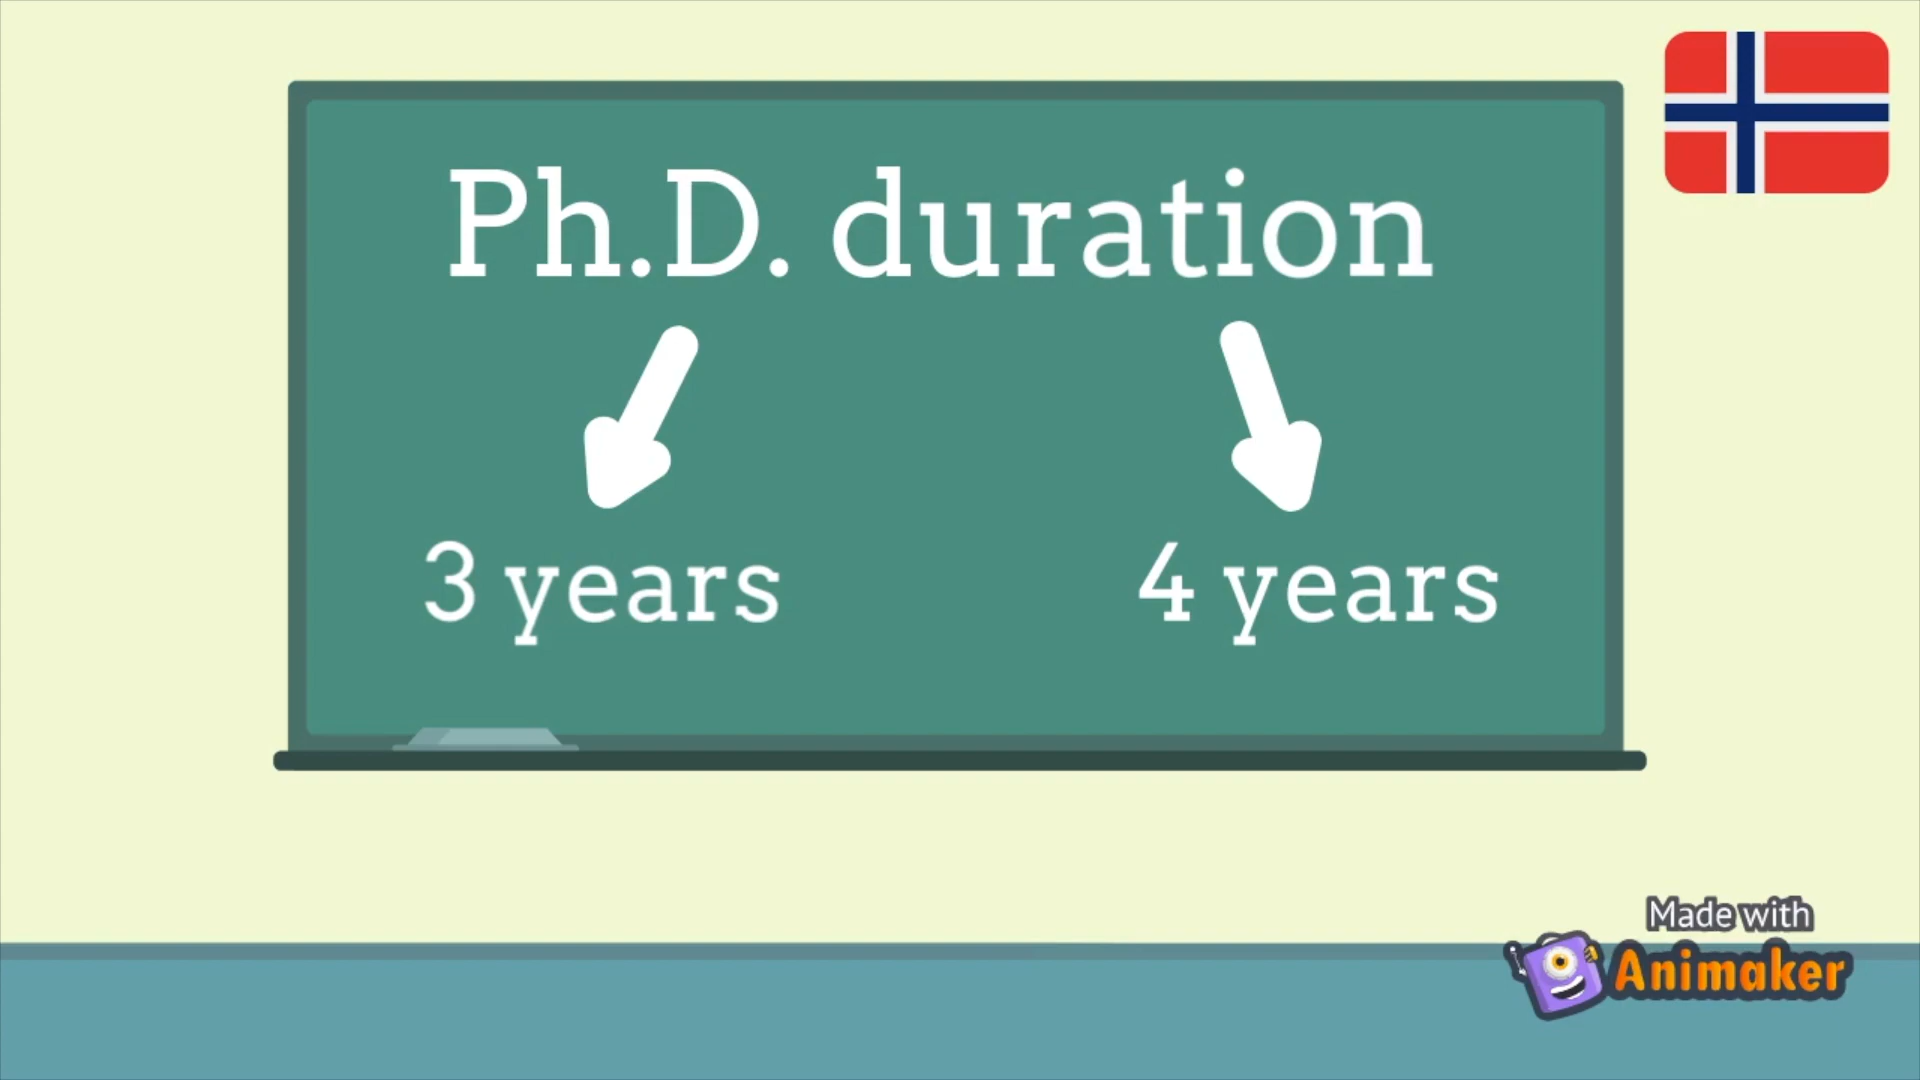 Ph.D. duration
3 years
4 years
Made with
Animaker